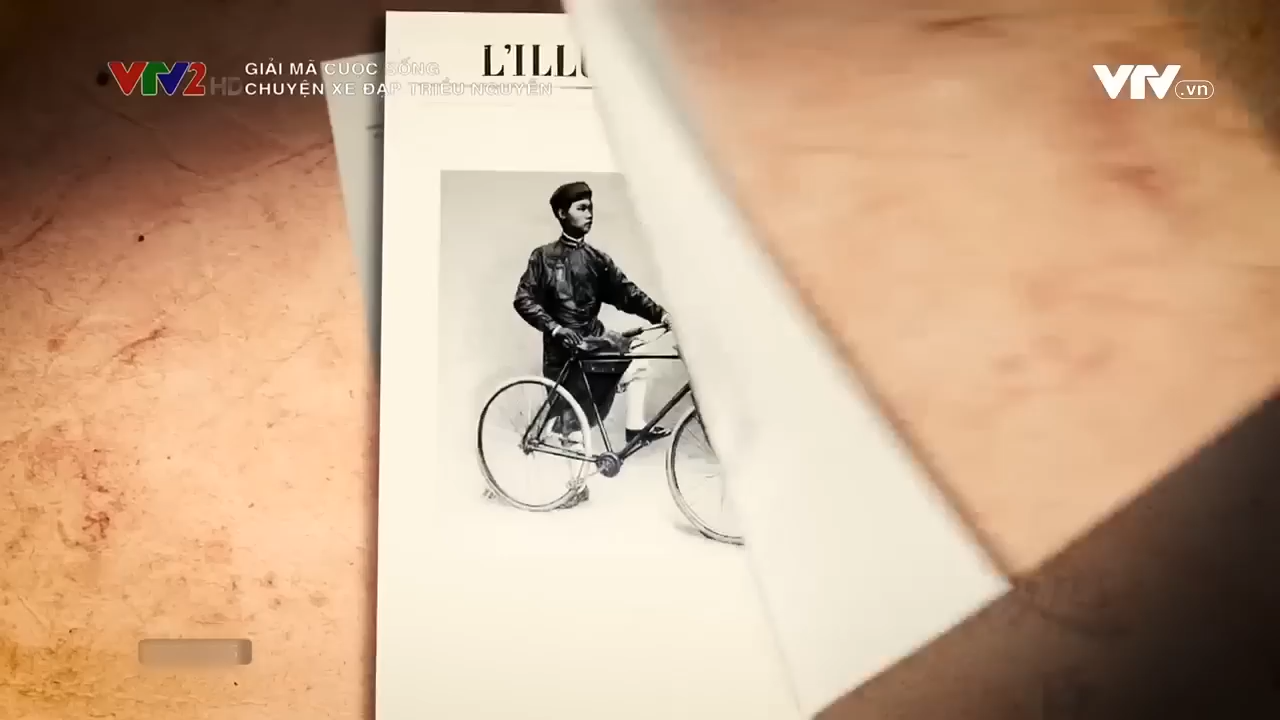 VTV2 HD
GIẢI MÃ CUỘC SỐNG
CHUYỆN XE ĐẠP TRIỀU NGUYỄN
L'ILLU
VTV.vn